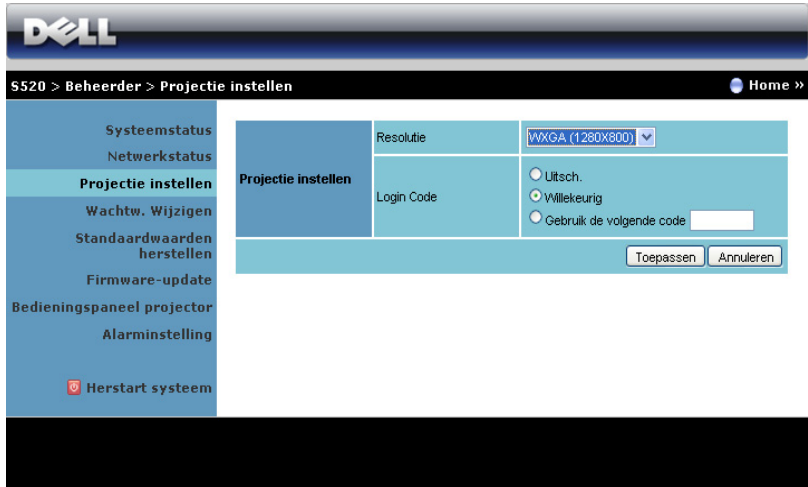 DELL
S520 > Beheerder > Projectie instellen
Home »
Systeemstatus
Netwerkstatus
Projectie instellen
Wachtw. Wijzigen
Standaardwaarden
herstellen
Firmware-update
Bedieningspaneel projector
Alarminstelling
Herstart systeem
Projectie instellen
Resolutie
WXGA (1280X800)
Login Code
Uitsch.
Willekeurig
Gebruik de volgende code
Toepassen
Annuleren